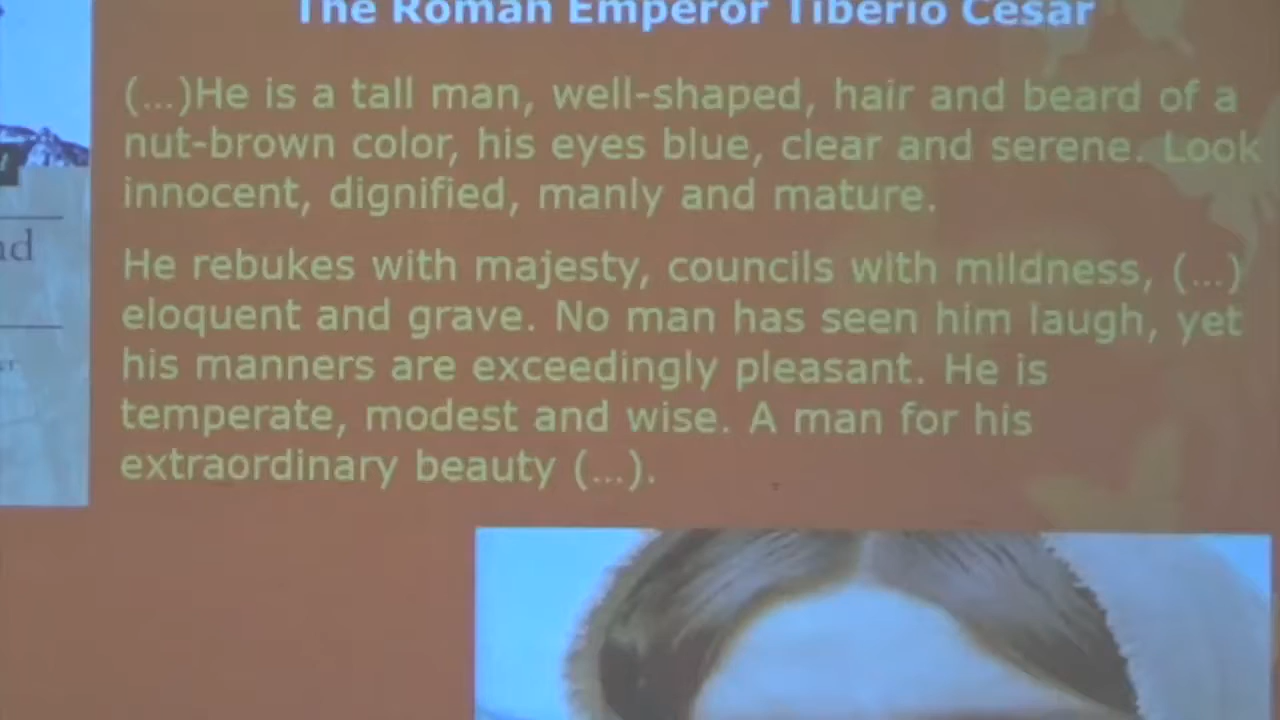 The Roman Emperor Tiberio Cesar
(...)He is a tall man, well-shaped, hair and beard of a
nut-brown color, his eyes blue, clear and serene. Look
innocent, dignified, manly and mature.
He rebukes with majesty, councils with mildness, (...)
eloquent and grave. No man has seen him laugh, yet
his manners are exceedingly pleasant. He is
temperate, modest and wise. A man for his
extraordinary beauty (...).